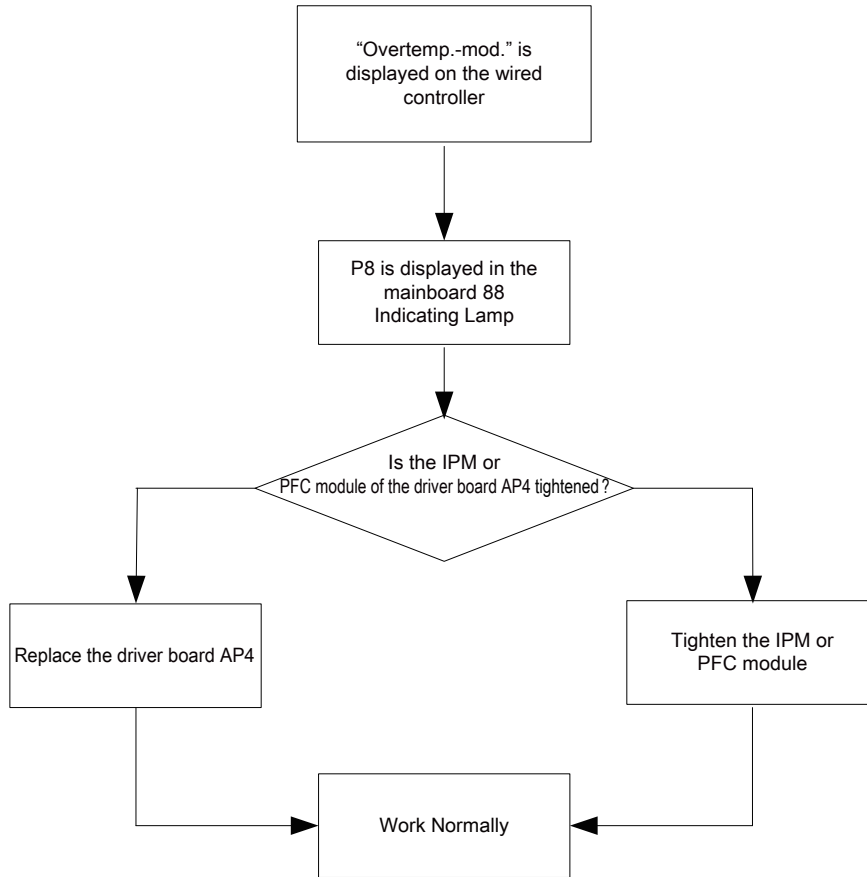 “Overtemp.-mod.” is
displayed on the wired
controller
P8 is displayed in the
mainboard 88
Indicating Lamp
Is the IPM or
PFC module of the driver board AP4 tightened?
Replace the driver board AP4
Tighten the IPM or
PFC module
Work Normally